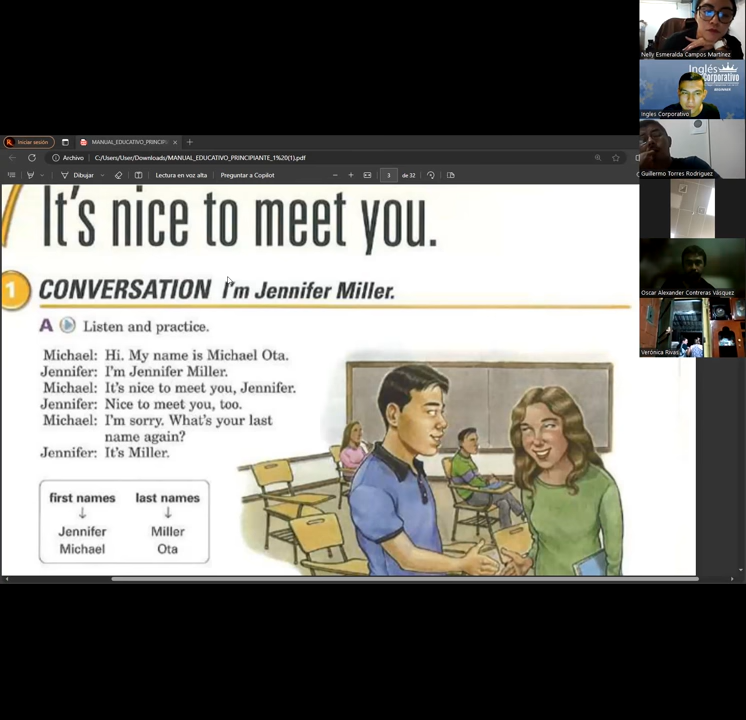 Nelly Esmeralda Campos Martínez
Inglés
Corporativo
Ingles Corporativo
Guillermo Torres Rodríguez
Oscar Alexander Contreras Vásquez
Verónica Rivas
Iniciar sesión
MANUAL_EDUCATIVO_PRINCIPI
Archivo C:/Users/User/Downloads/MANUAL_EDUCATIVO_PRINCIPIANTE_1%20(1).pdf
Dibujar Lectura en voz alta Preguntar a Copilot 3 de 32
It's nice to meet you.
1 CONVERSATION I'm Jennifer Miller.
A Listen and practice.
Michael: Hi. My name is Michael Ota.
Jennifer: I'm Jennifer Miller.
Michael: It's nice to meet you, Jennifer.
Jennifer: Nice to meet you, too.
Michael: I'm sorry. What's your last
name again?
Jennifer: It's Miller.
first names last names
Jennifer Miller
Michael Ota